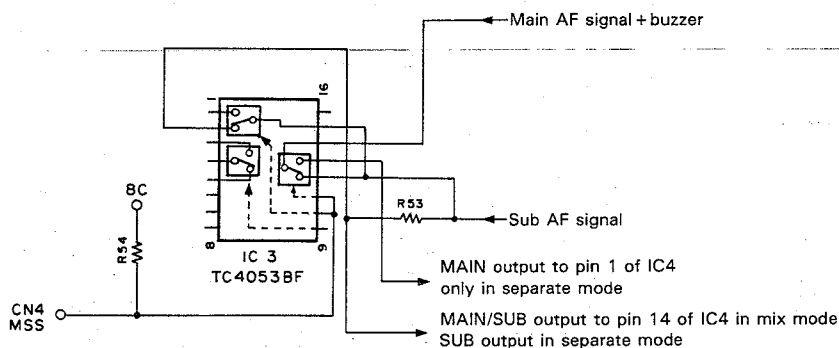 Main AF signal + buzzer
16
8C
R54
R53
Sub AF signal
8
9
IC 3
TC4053BF
MAIN output to pin 1 of IC4
only in separate mode
CN4
MSS
MAIN/SUB output to pin 14 of IC4 in mix mode
SUB output in separate mode